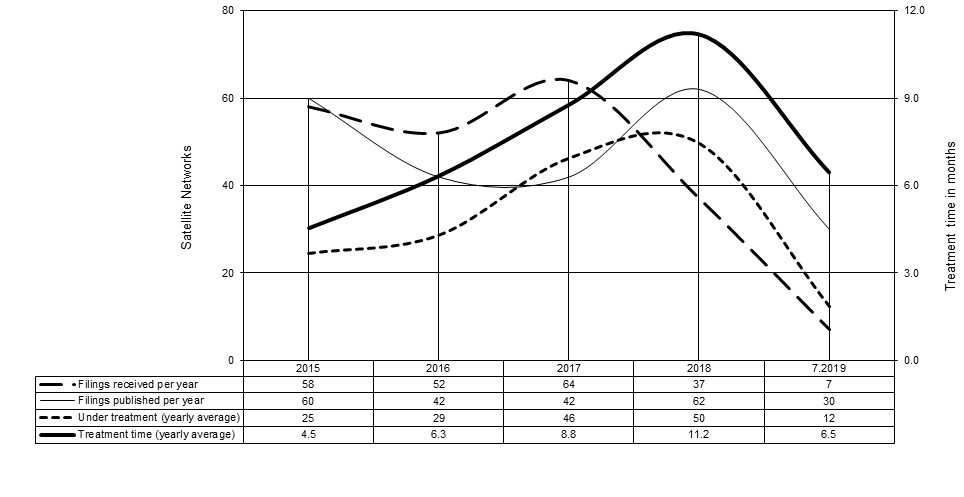 80
12.0
60
9.0
40
6.0
20
3.0
0
0.0
Satellite Networks
Treatment time in months
2015 2016 2017 2018 7.2019
Filings received per year 58 52 64 37 7
Filings published per year 60 42 42 62 30
Under treatment (yearly average) 25 29 46 50 12
Treatment time (yearly average) 4.5 6.3 8.8 11.2 6.5